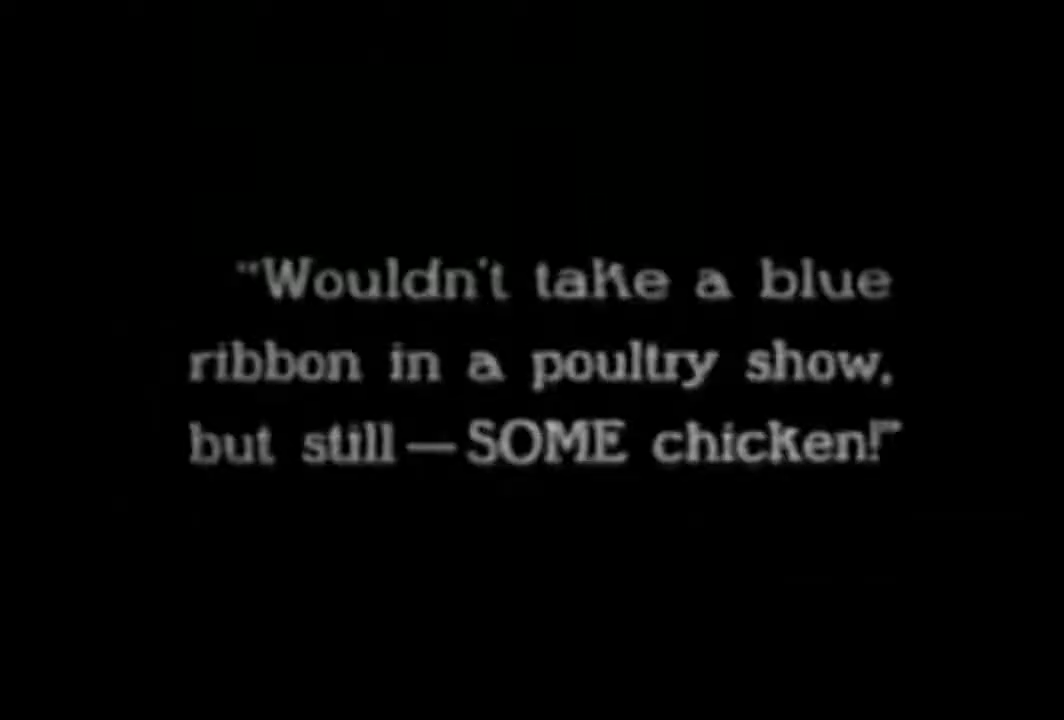 "Wouldn't take a blue
ribbon in a poultry show,
but still—SOME chicken!"